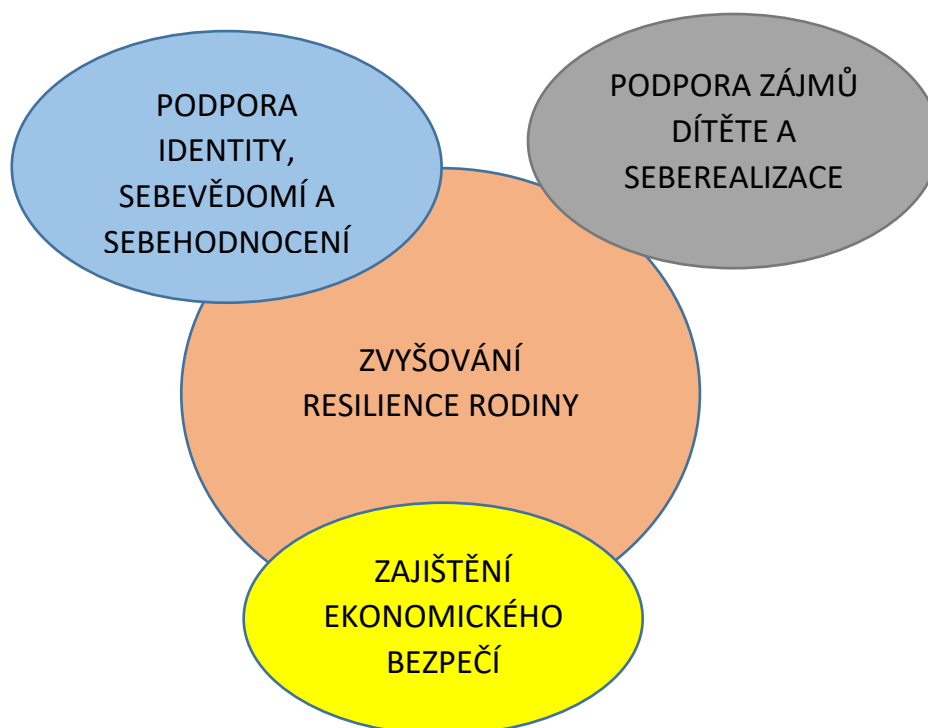 PODPORA
IDENTITY,
SEBEVĚDOMÍ A
SEBEHODNOCENÍ
PODPORA ZÁJMŮ
DÍTĚTE A
SEBEREALIZACE
ZVYŠOVÁNÍ
RESILIENCE RODINY
ZAJIŠTĚNÍ
EKONOMICKÉHO
BEZPEČÍ